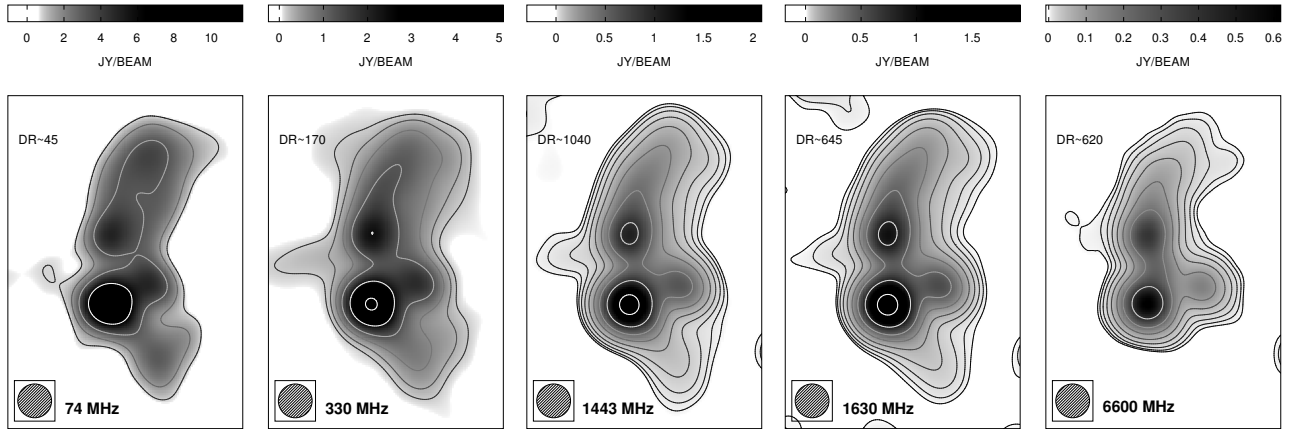 0 2 4 6 8 10
JY/BEAM
DR~45
74 MHz
0 1 2 3 4 5
JY/BEAM
DR~170
330 MHz
0 0.5 1 1.5 2
JY/BEAM
DR~1040
1443 MHz
0 0.5 1 1.5
JY/BEAM
DR~645
1630 MHz
0 0.1 0.2 0.3 0.4 0.5 0.6
JY/BEAM
DR~620
6600 MHz